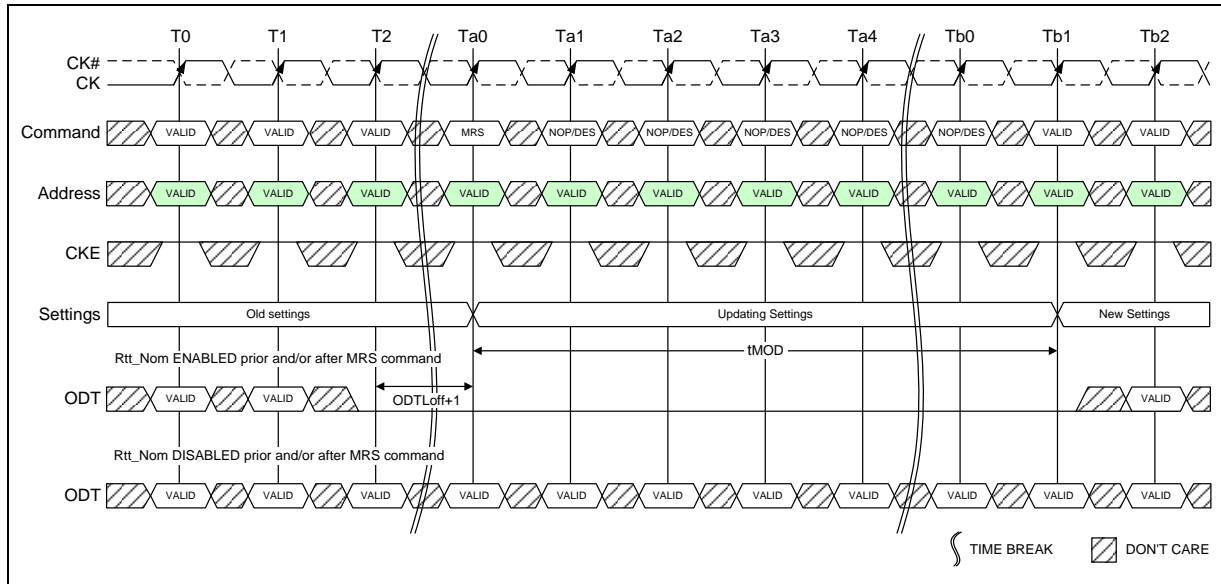 T0 T1 T2 Ta0 Ta1 Ta2 Ta3 Ta4 Tb0 Tb1 Tb2
CK#
CK
Command VALID VALID VALID MRS NOP/DES NOP/DES NOP/DES NOP/DES NOP/DES VALID VALID
Address VALID VALID VALID VALID VALID VALID VALID VALID VALID VALID VALID
CKE
Settings Old settings Updating Settings New Settings
Rtt_Nom ENABLED prior and/or after MRS command tMOD
ODT VALID VALID ODTLoff+1 VALID
Rtt_Nom DISABLED prior and/or after MRS command
ODT VALID VALID VALID VALID VALID VALID VALID VALID VALID VALID VALID
TIME BREAK DON'T CARE